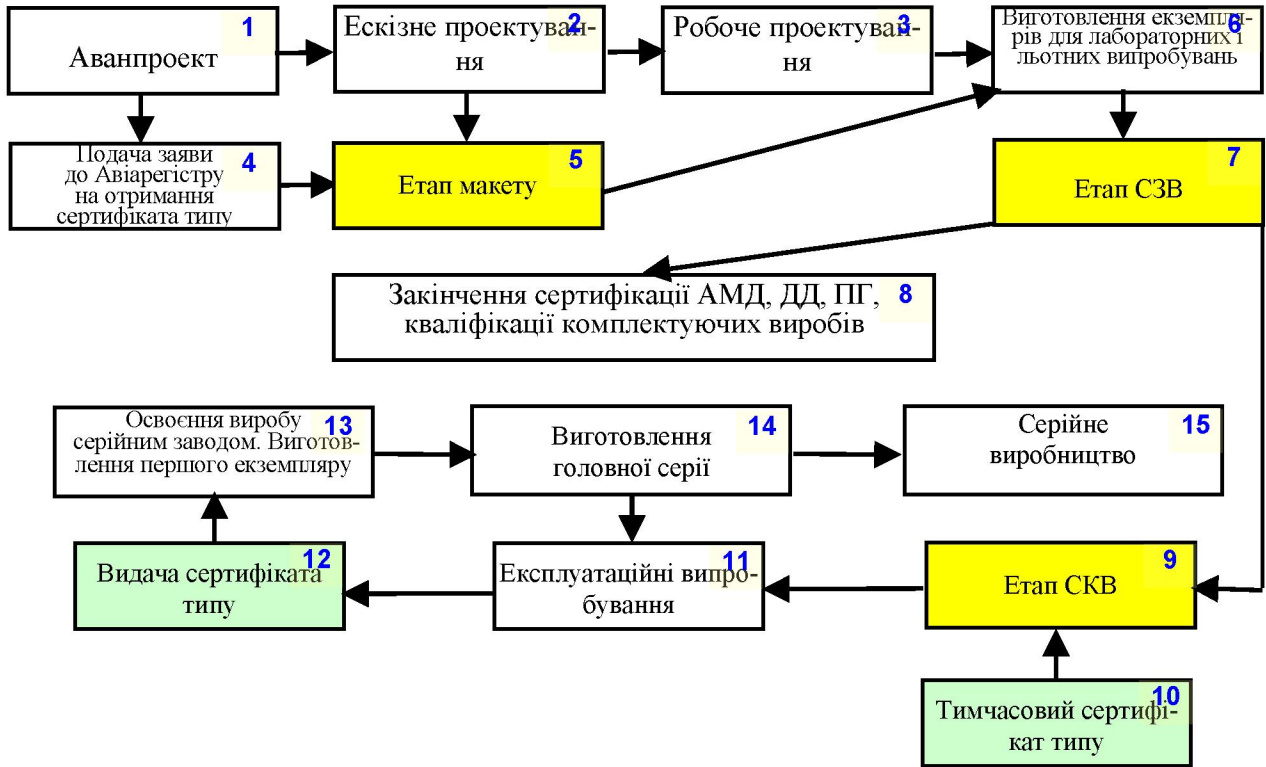 1
Аванпроект
2
Ескізне проектуван-
ня
3
Робоче проектуван-
ня
6
Виготовлення екземпля-
рів для лабораторних і
льотних випробувань
4
Подача заяви
до Авіарегістру
на отримання
сертифіката типу
5
Етап макету
7
Етап СЗВ
8
Закінчення сертифікації АМД, ДД, ПГ,
кваліфікації комплектуючих виробів
13
Освоєння виробу
серійним заводом. Виготов-
лення першого екземпляру
14
Виготовлення
головної серії
15
Серійне
виробництво
12
Видача сертифіката
типу
11
Експлуатаційні випро-
бування
9
Етап СКВ
10
Тимчасовий сертифі-
кат типу